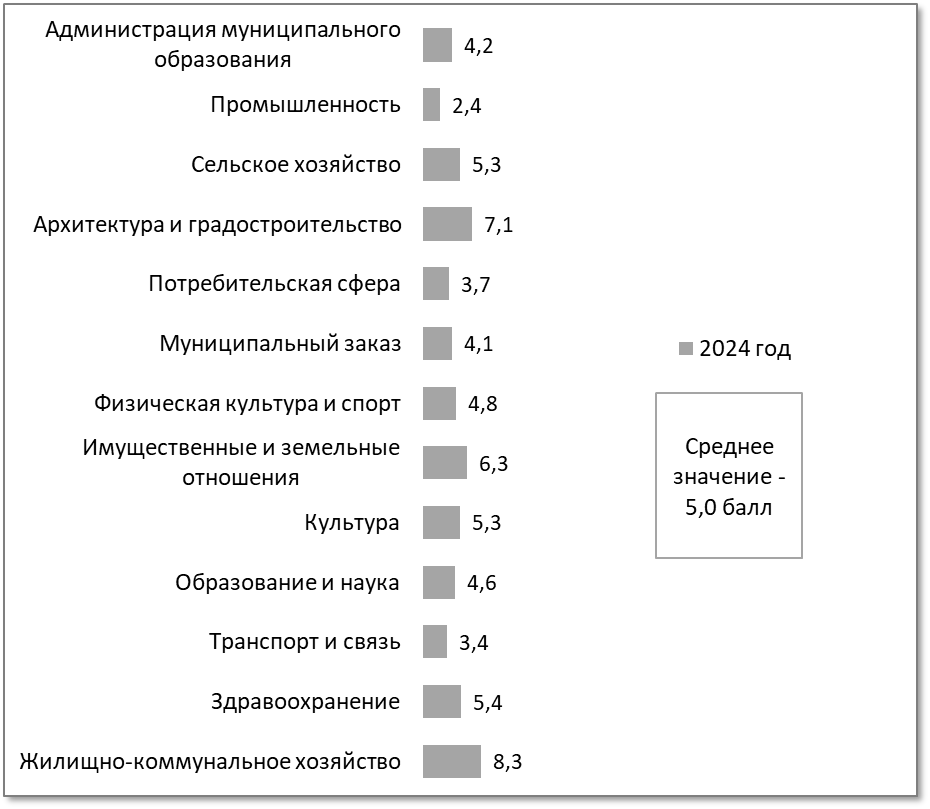 Администрация муниципального
образования
4,2
Промышленность
2,4
Сельское хозяйство
5,3
Архитектура и градостроительство
7,1
Потребительская сфера
3,7
Муниципальный заказ
4,1
Физическая культура и спорт
4,8
Имущественные и земельные
отношения
6,3
Культура
5,3
Образование и наука
4,6
Транспорт и связь
3,4
Здравоохранение
5,4
Жилищно-коммунальное хозяйство
8,3
2024 год
Среднее
значение -
5,0 балл